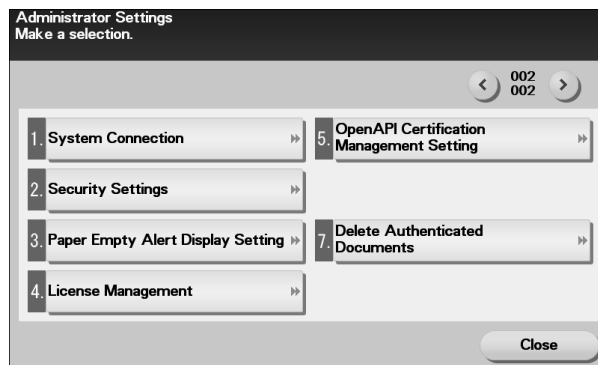 Administrator Settings
Make a selection.
002
002
1. System Connection
2. Security Settings
3. Paper Empty Alert Display Setting
4. License Management
5. OpenAPI Certification
Management Setting
7. Delete Authenticated
Documents
Close